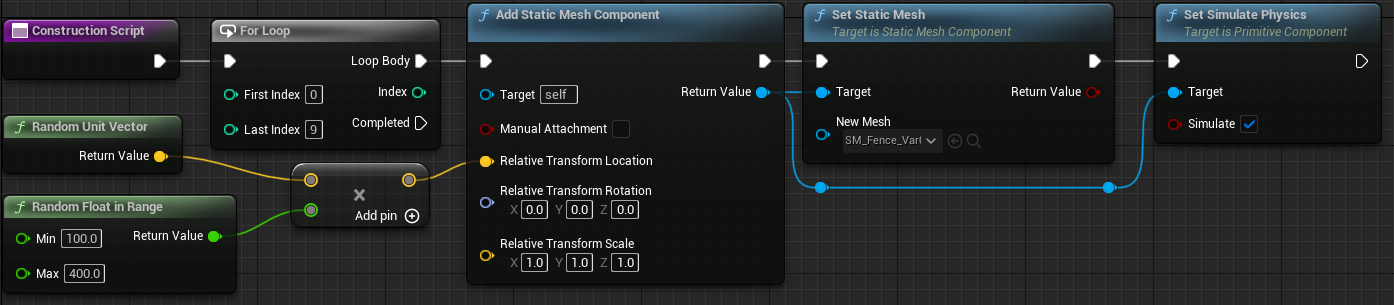 Construction Script
For Loop
Loop Body
First Index 0
Index
Last Index 9
Completed
Random Unit Vector
Return Value
Random Float in Range
Min 100.0
Return Value
Max 400.0
Add pin
Add Static Mesh Component
Target self
Return Value
Manual Attachment
Relative Transform Location
Relative Transform Rotation
X 0.0 Y 0.0 Z 0.0
Relative Transform Scale
X 1.0 Y 1.0 Z 1.0
Set Static Mesh
Target is Static Mesh Component
Target
Return Value
New Mesh
SM_Fence_Vari
Set Simulate Physics
Target is Primitive Component
Target
Simulate